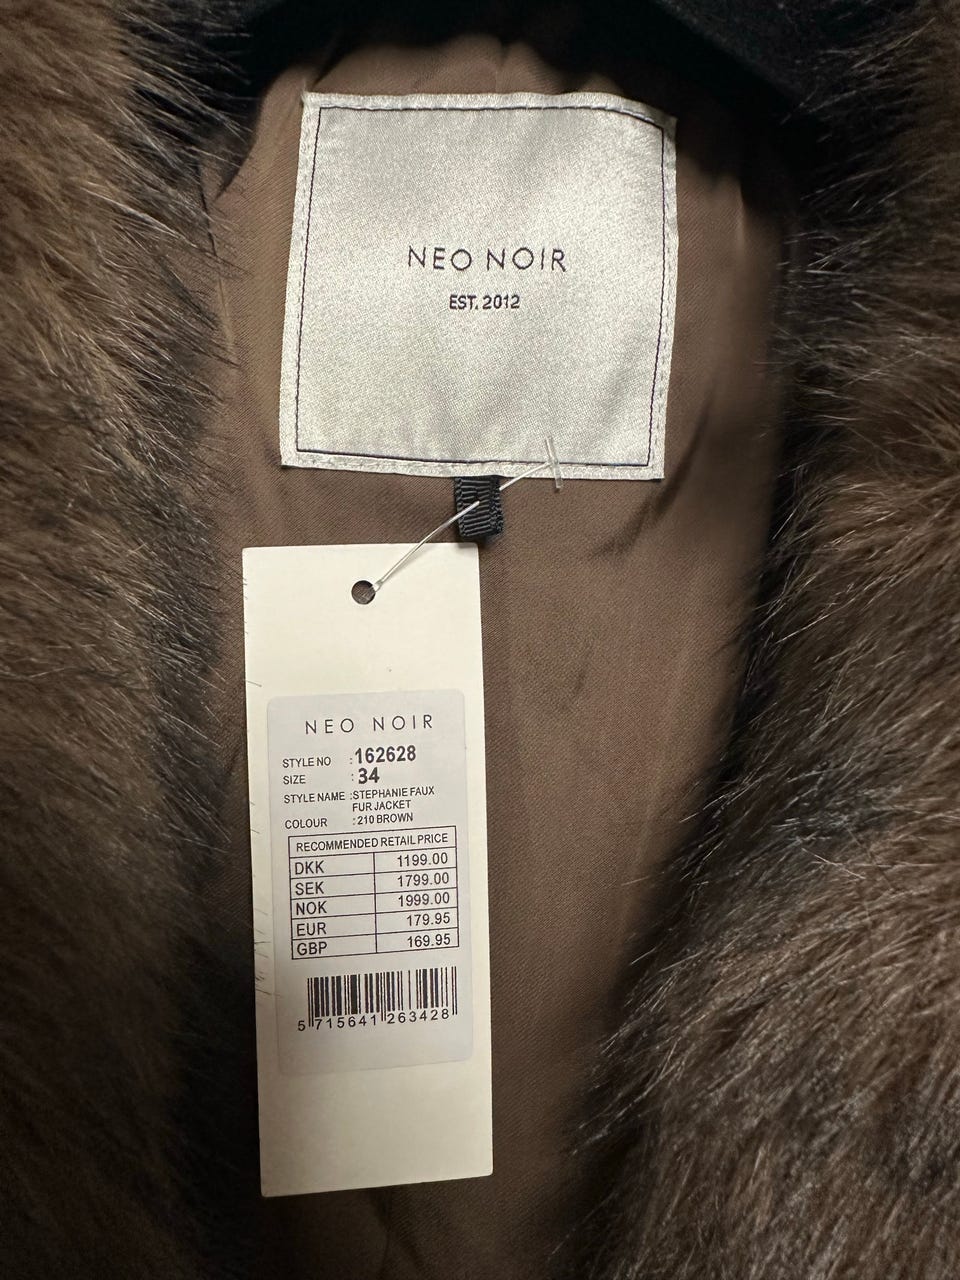 NEO NOIR
EST. 2012
NEO NOIR
STYLE NO : 162628
SIZE : 34
STYLE NAME : STEPHANIE FAUX
FUR JACKET
COLOUR : 210 BROWN
RECOMMENDED RETAIL PRICE
DKK 1199.00
SEK 1799.00
NOK 1999.00
EUR 179.95
GBP 169.95
5 715641 263428